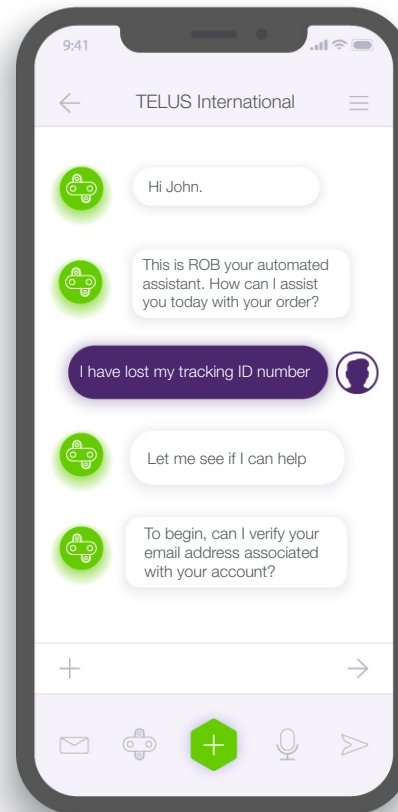 9:41
TELUS International
Hi John.
This is ROB your automated
assistant. How can I assist
you today with your order?
I have lost my tracking ID number
Let me see if I can help
To begin, can I verify your
email address associated
with your account?